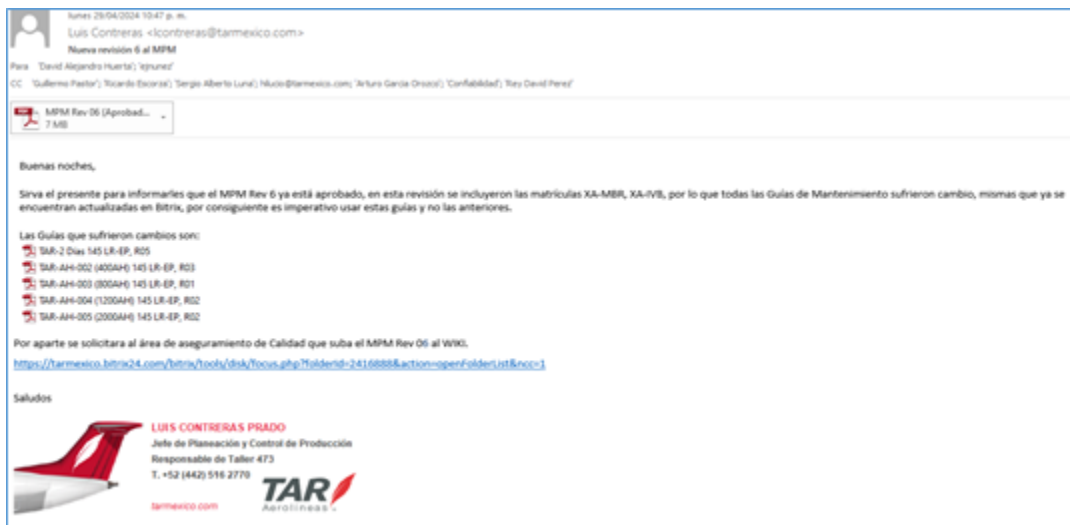 lunes 29/04/2024 10:47 p. m.
Luis Contreras <lcontreras@tarmexico.com>
Nueva revisión 6 al MPM
Para 'David Alejandro Huerta'; 'ejnunez'
CC 'Guillermo Pastor'; 'Ricardo Escorza'; 'Sergio Alberto Luna'; hlucio@tarmexico.com; 'Arturo Garcia Orozco'; 'Confiabilidad'; 'Rey David Perez'
MPM Rev 06 (Aprobad...
7 MB
Buenas noches,
Sirva el presente para informarles que el MPM Rev 6 ya está aprobado, en esta revisión se incluyeron las matrículas XA-MBR, XA-IVB, por lo que todas las Guías de Mantenimiento sufrieron cambio, mismas que ya se
encuentran actualizadas en Bitrix, por consiguiente es imperativo usar estas guías y no las anteriores.
Las Guías que sufrieron cambios son:
TAR-2 Dias 145 LR-EP, R05
TAR-AH-002 (400AH) 145 LR-EP, R03
TAR-AH-003 (800AH) 145 LR-EP, R01
TAR-AH-004 (1200AH) 145 LR-EP, R02
TAR-AH-005 (2000AH) 145 LR-EP, R02
Por aparte se solicitara al área de aseguramiento de Calidad que suba el MPM Rev 06 al WIKI.
https://tarmexico.bitrix24.com/bitrix/tools/disk/focus.php?folderId=2416888&action=openFolderList&ncc=1
Saludos
LUIS CONTRERAS PRADO
Jefe de Planeación y Control de Producción
Responsable de Taller 473
T. +52 (442) 516 2770
TAR
Aerolíneas
tarmexico.com